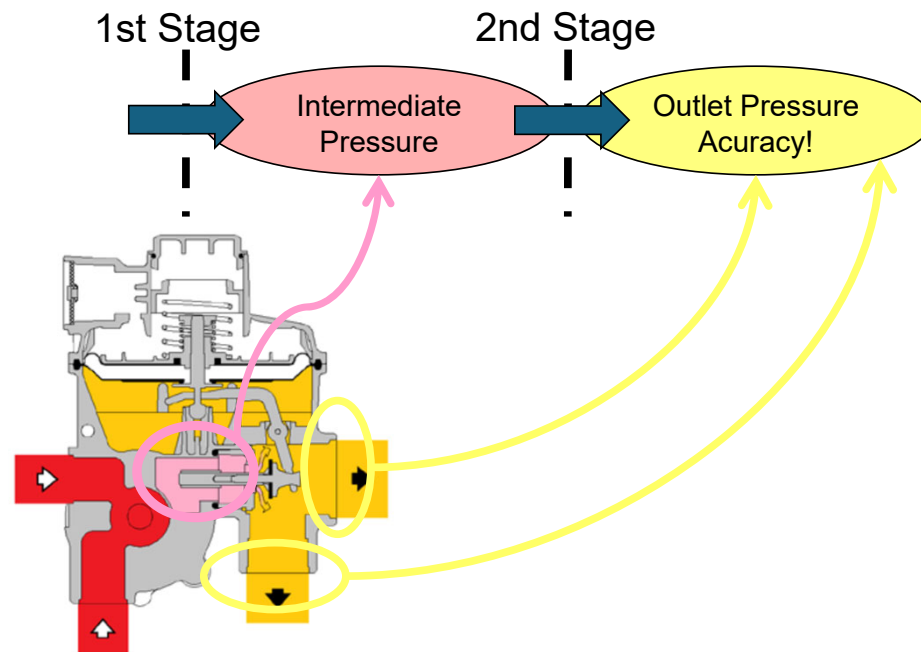 1st Stage
2nd Stage
Intermediate
Pressure
Outlet Pressure
Acuracy!